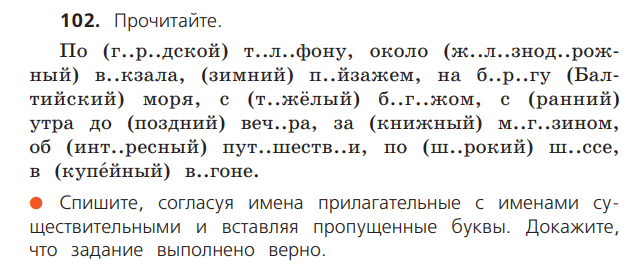 102. Прочитайте.
По (г..р..дской) т..л..фону, около (ж..л..знод..рож-
ный) в..кзала, (зимний) п..йзажем, на б..р..гу (Бал-
тийский) моря, с (т..жёлый) б..г..жом, с (ранний)
утра до (поздний) веч..ра, за (книжный) м..г..зином,
об (инт..ресный) пут..шеств..и, по (ш..рокий) ш..ссе,
в (купе́йный) в..гоне.
Спишите, согласуя имена прилагательные с именами су-
ществительными и вставляя пропущенные буквы. Докажите,
что задание выполнено верно.